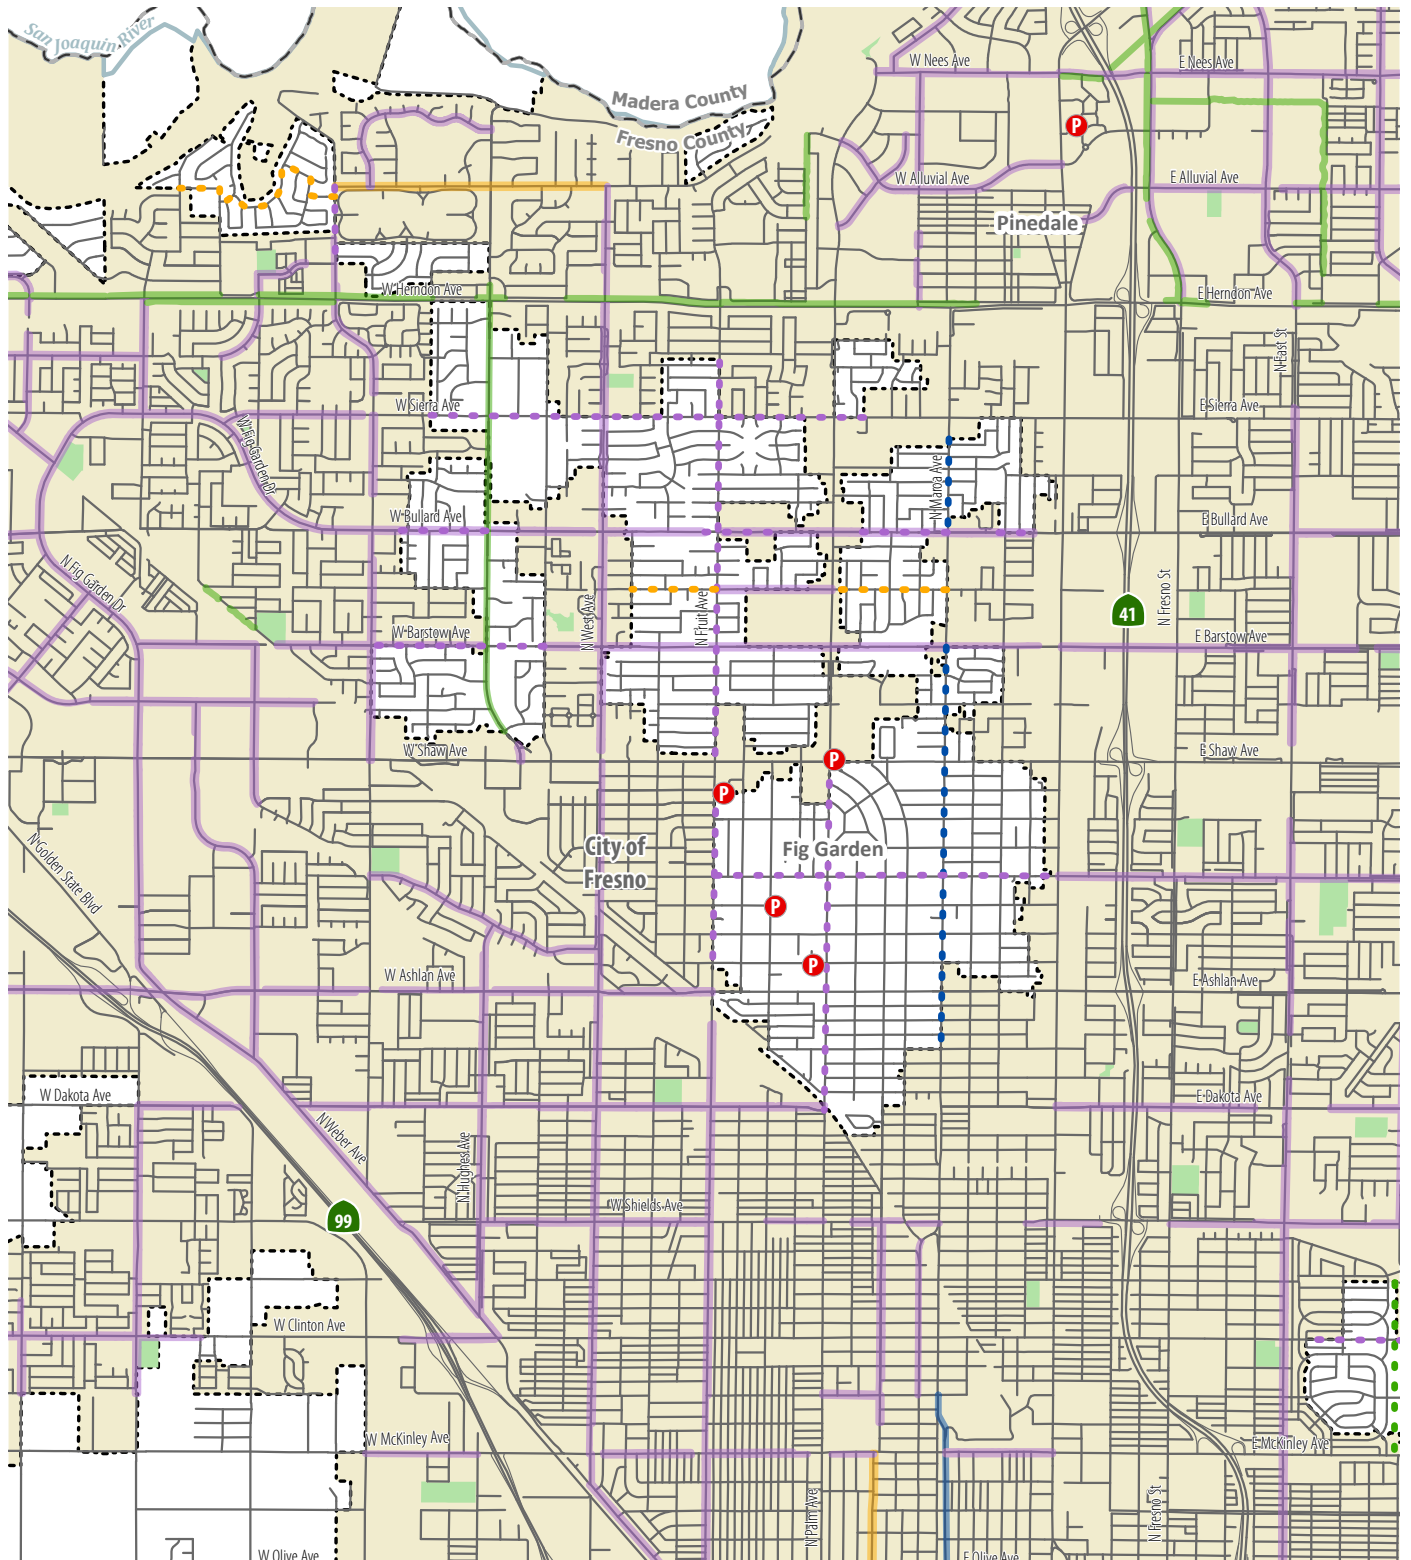 San Joaquin River
W Nees Ave
E Nees Ave
Madera County
Fresno County
P
W Alluvial Ave
E Alluvial Ave
Pinedale
W Herndon Ave
E Herndon Ave
N East St
W Sierra Ave
E Sierra Ave
W Fig Garden Dr
N Maroa Ave
W Bullard Ave
E Bullard Ave
N Fig Garden Dr
N West Ave
N Fruit Ave
N Fresno St
41
W Barstow Ave
E Barstow Ave
W Shaw Ave
E Shaw Ave
P
P
N Golden State Blvd
City of
Fresno
Fig Garden
P
P
W Ashlan Ave
E Ashlan Ave
W Dakota Ave
E Dakota Ave
N Weber Ave
N Hughes Ave
W Shields Ave
99
W Clinton Ave
W McKinley Ave
E McKinley Ave
N Palm Ave
N Fresno St
W Olive Ave
E Olive Ave